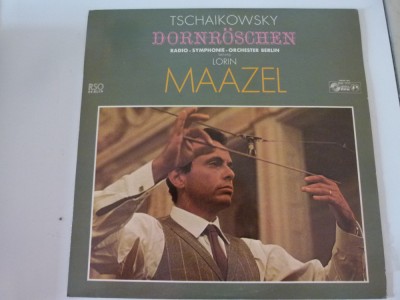 TSCHAIKOWSKY
DORNRÖSCHEN
RADIO-SYMPHONIE-ORCHESTER BERLIN
LORIN
MAAZEL
RSO